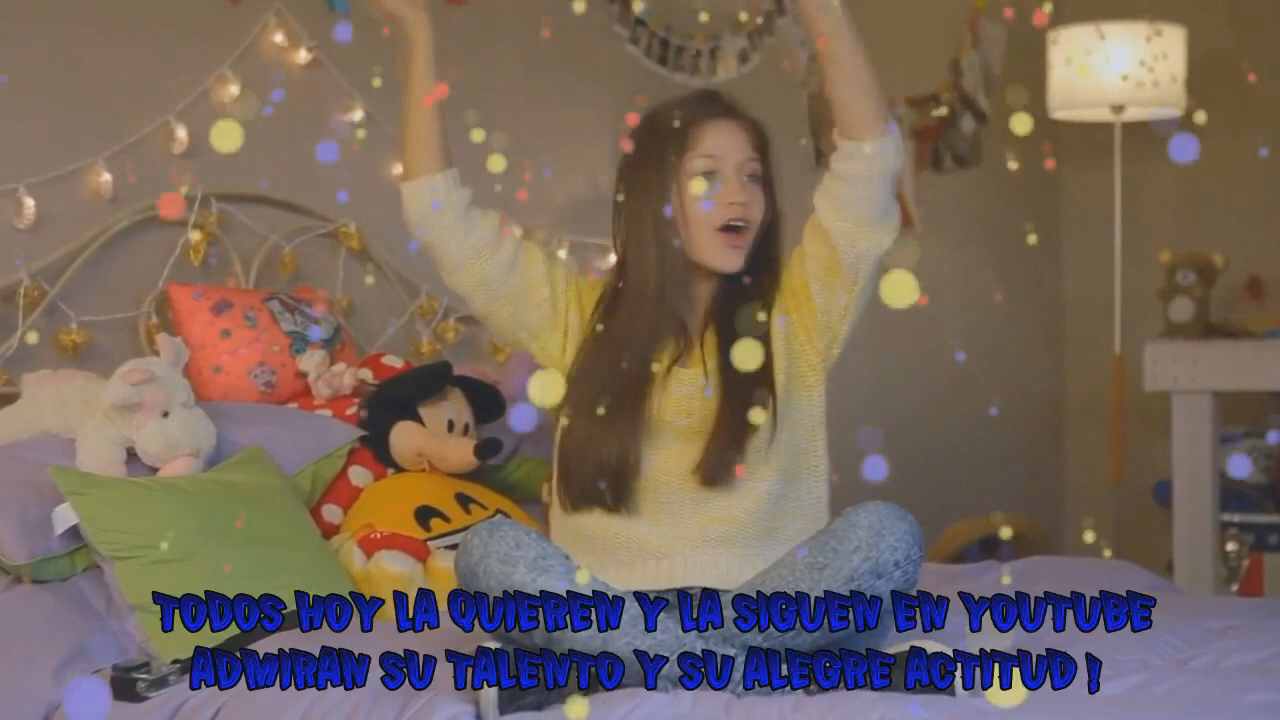 TODOS HOY LA QUIEREN Y LA SIGUEN EN YOUTUBE
ADMIRAN SU TALENTO Y SU ALEGRE ACTITUD !